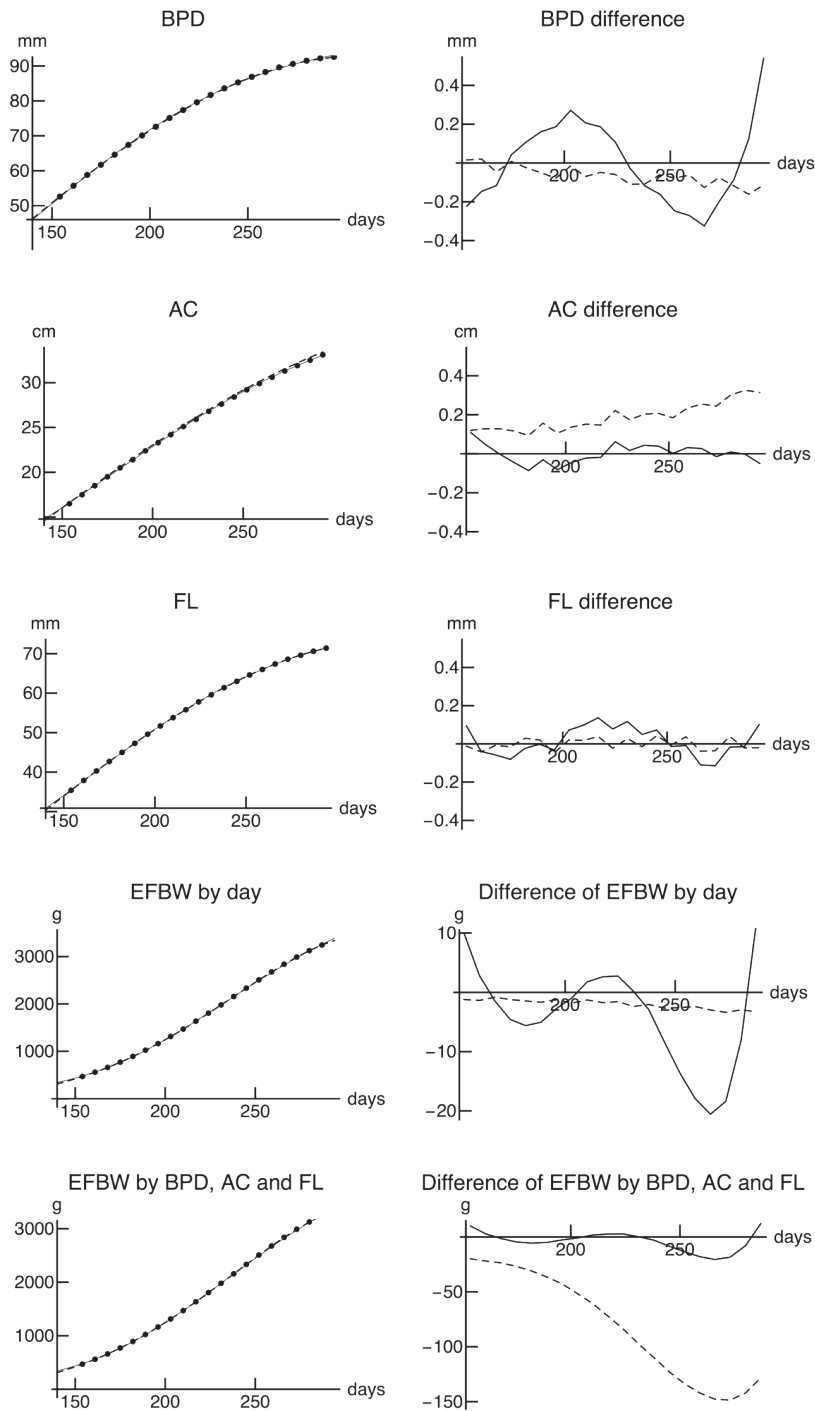 BPD
mm
90
80
70
60
50
150
200
250
days
BPD difference
mm
0.4
0.2
−0.2
−0.4
200
250
days
AC
cm
30
25
20
150
200
250
days
AC difference
cm
0.4
0.2
−0.2
−0.4
200
250
days
FL
mm
70
60
50
40
150
200
250
days
FL difference
mm
0.4
0.2
−0.2
−0.4
200
250
days
EFBW by day
g
3000
2000
1000
150
200
250
days
Difference of EFBW by day
g
10
−10
−20
200
250
days
EFBW by BPD, AC and FL
g
3000
2000
1000
150
200
250
days
Difference of EFBW by BPD, AC and FL
g
−50
−100
−150
200
250
days